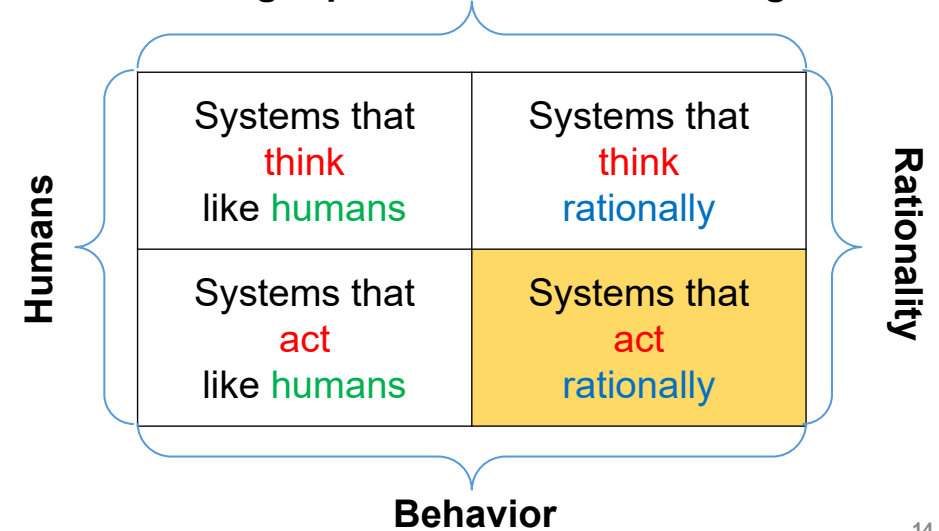 Humans
Systems that
think
like humans
Systems that
think
rationally
Rationality
Systems that
act
like humans
Systems that
act
rationally
Behavior
14